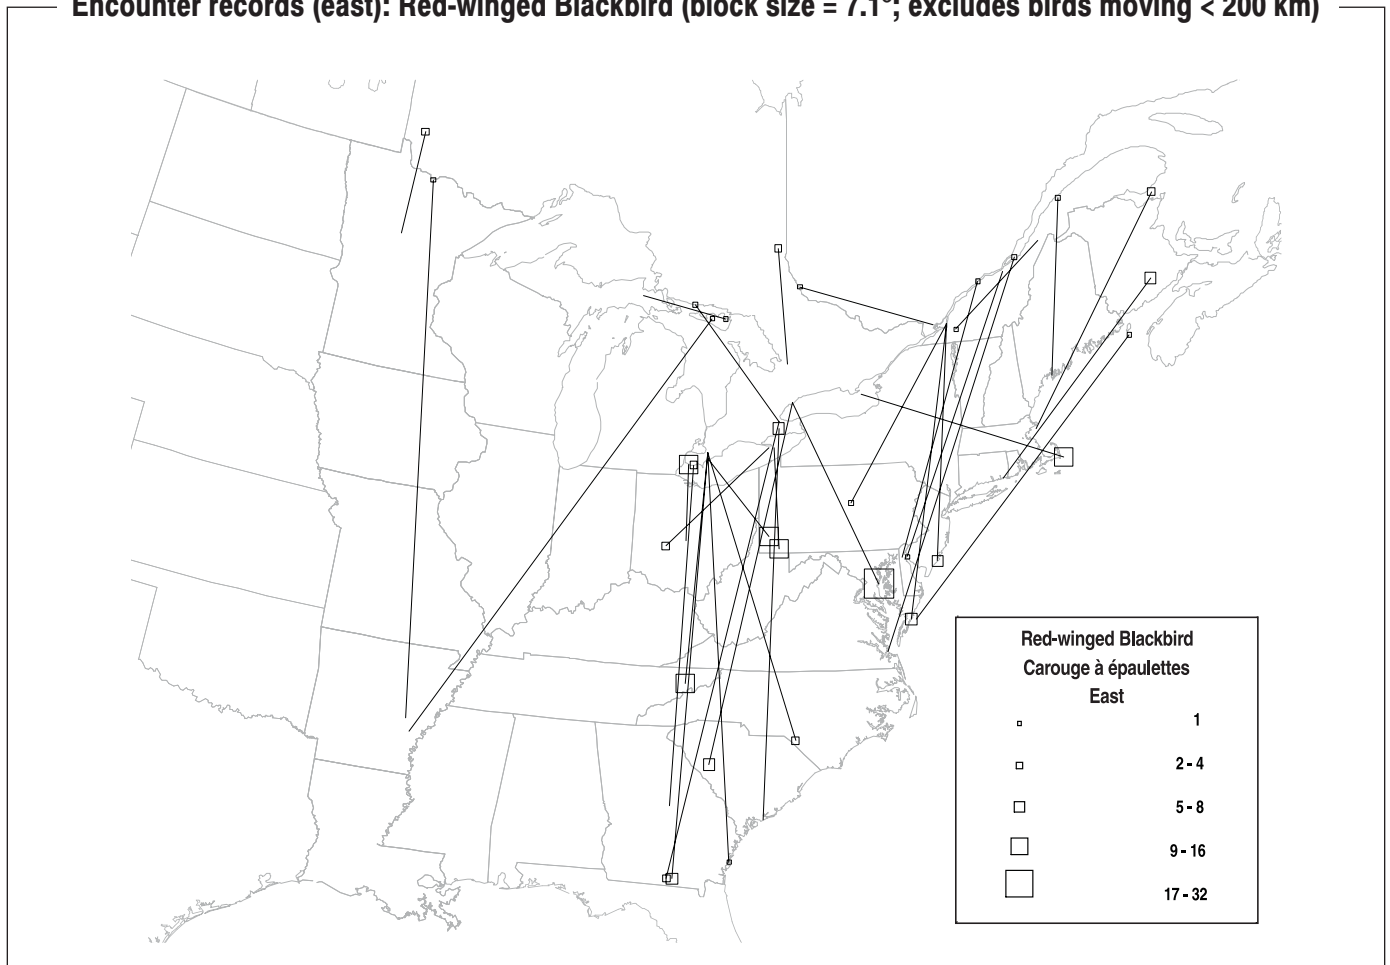 Encounter records (east): Red-winged Blackbird (block size = 7.1°; excludes birds moving < 200 km)
Red-winged Blackbird
Carouge à épaulettes
East
1
2 - 4
5 - 8
9 - 16
17 - 32